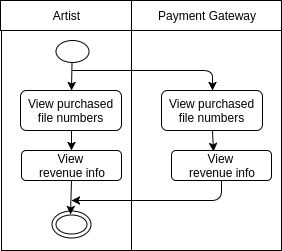 Artist
Payment Gateway
View purchased
file numbers
View purchased
file numbers
View
revenue info
View
revenue info